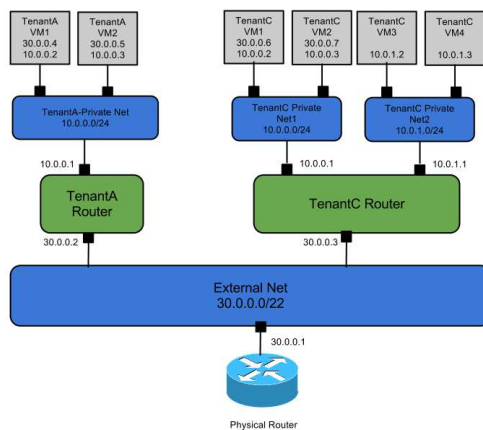 TenantA
VM1
30.0.0.4
10.0.0.2
TenantA
VM2
30.0.0.5
10.0.0.3
TenantC
VM1
30.0.0.6
10.0.0.2
TenantC
VM2
30.0.0.7
10.0.0.3
TenantC
VM3
10.0.1.2
TenantC
VM4
10.0.1.3
TenantA-Private Net
10.0.0.0/24
TenantC Private
Net1
10.0.0.0/24
TenantC Private
Net2
10.0.1.0/24
10.0.0.1
10.0.0.1
10.0.1.1
TenantA
Router
TenantC Router
30.0.0.2
30.0.0.3
External Net
30.0.0.0/22
30.0.0.1
Physical Router